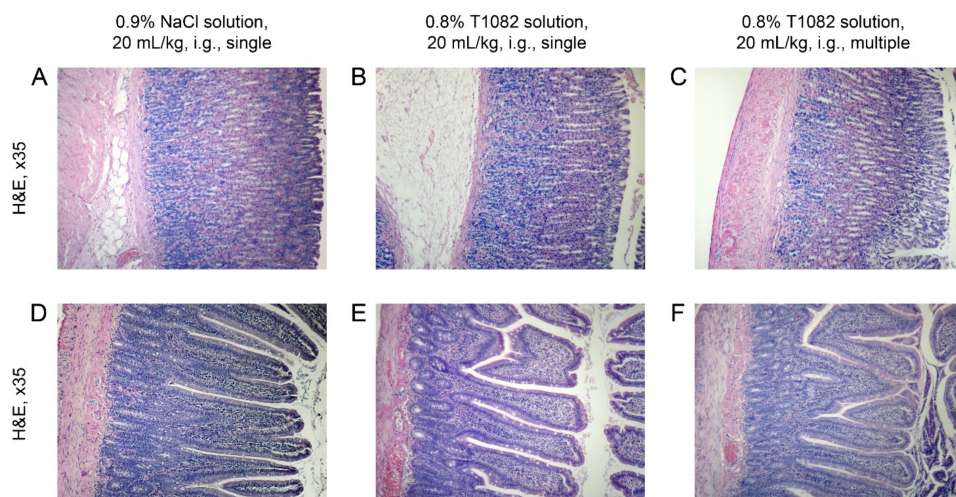 0.9% NaCl solution,
20 mL/kg, i.g., single
0.8% T1082 solution,
20 mL/kg, i.g., single
0.8% T1082 solution,
20 mL/kg, i.g., multiple
A
B
C
H&E, x35
D
E
F
H&E, x35